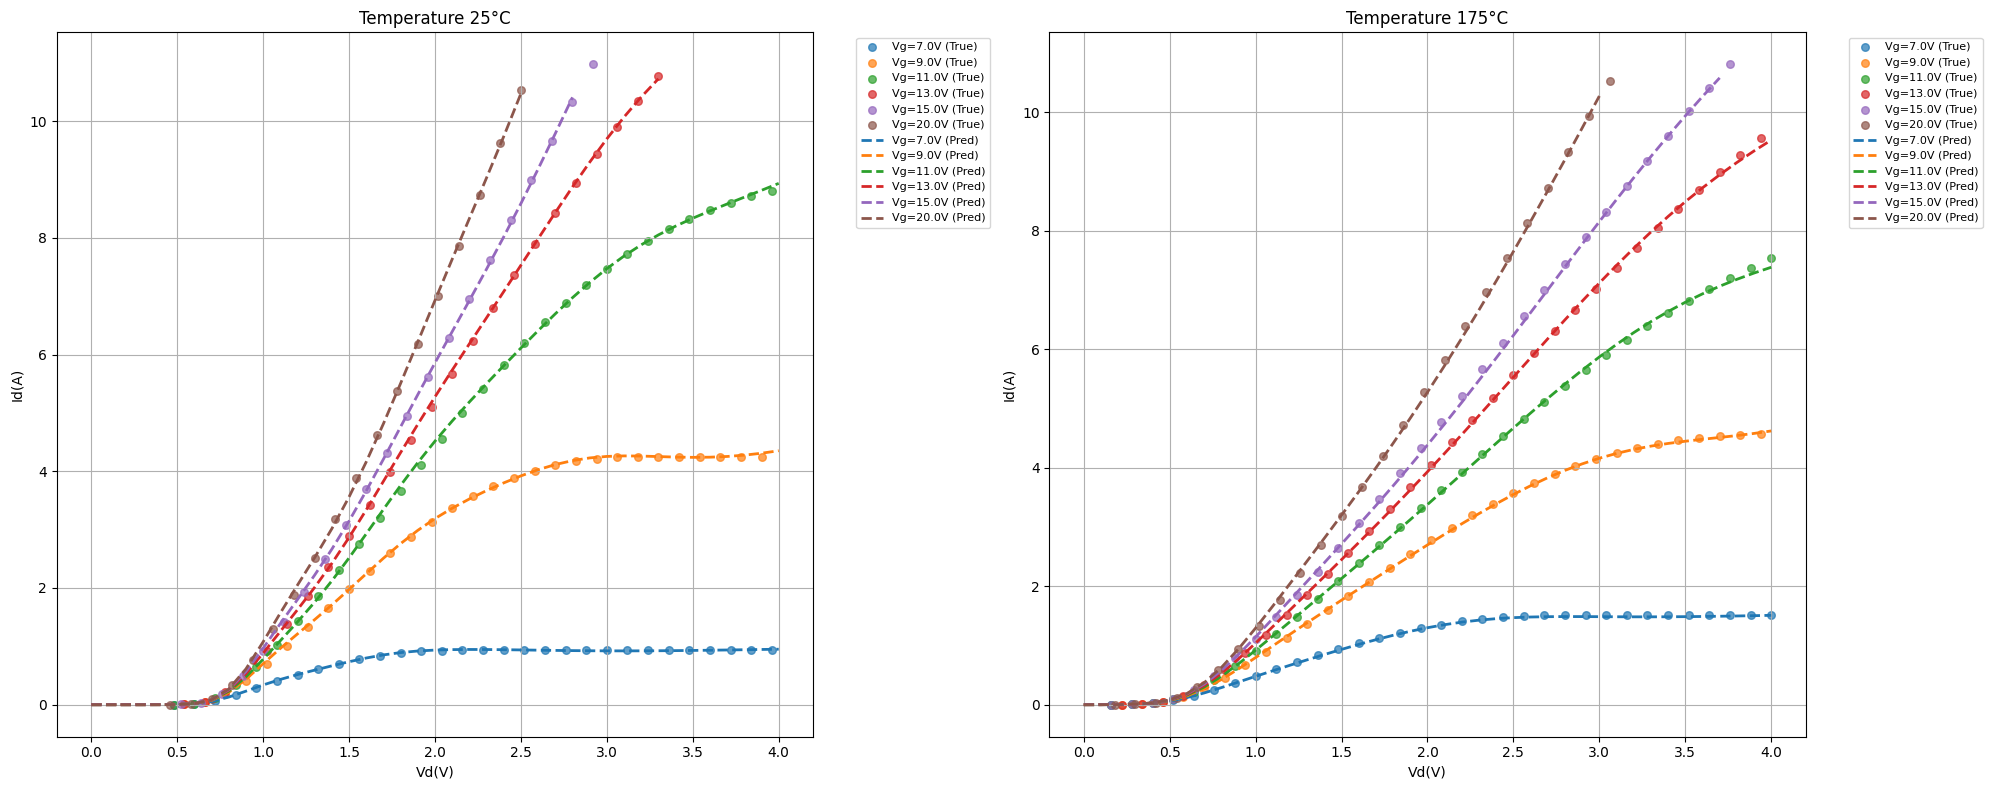 Temperature 25°C
Id(A)
10
8
6
4
2
0
0.0 0.5 1.0 1.5 2.0 2.5 3.0 3.5 4.0
Vd(V)
Vg=7.0V (True)
Vg=9.0V (True)
Vg=11.0V (True)
Vg=13.0V (True)
Vg=15.0V (True)
Vg=20.0V (True)
Vg=7.0V (Pred)
Vg=9.0V (Pred)
Vg=11.0V (Pred)
Vg=13.0V (Pred)
Vg=15.0V (Pred)
Vg=20.0V (Pred)
Temperature 175°C
Id(A)
10
8
6
4
2
0
0.0 0.5 1.0 1.5 2.0 2.5 3.0 3.5 4.0
Vd(V)
Vg=7.0V (True)
Vg=9.0V (True)
Vg=11.0V (True)
Vg=13.0V (True)
Vg=15.0V (True)
Vg=20.0V (True)
Vg=7.0V (Pred)
Vg=9.0V (Pred)
Vg=11.0V (Pred)
Vg=13.0V (Pred)
Vg=15.0V (Pred)
Vg=20.0V (Pred)